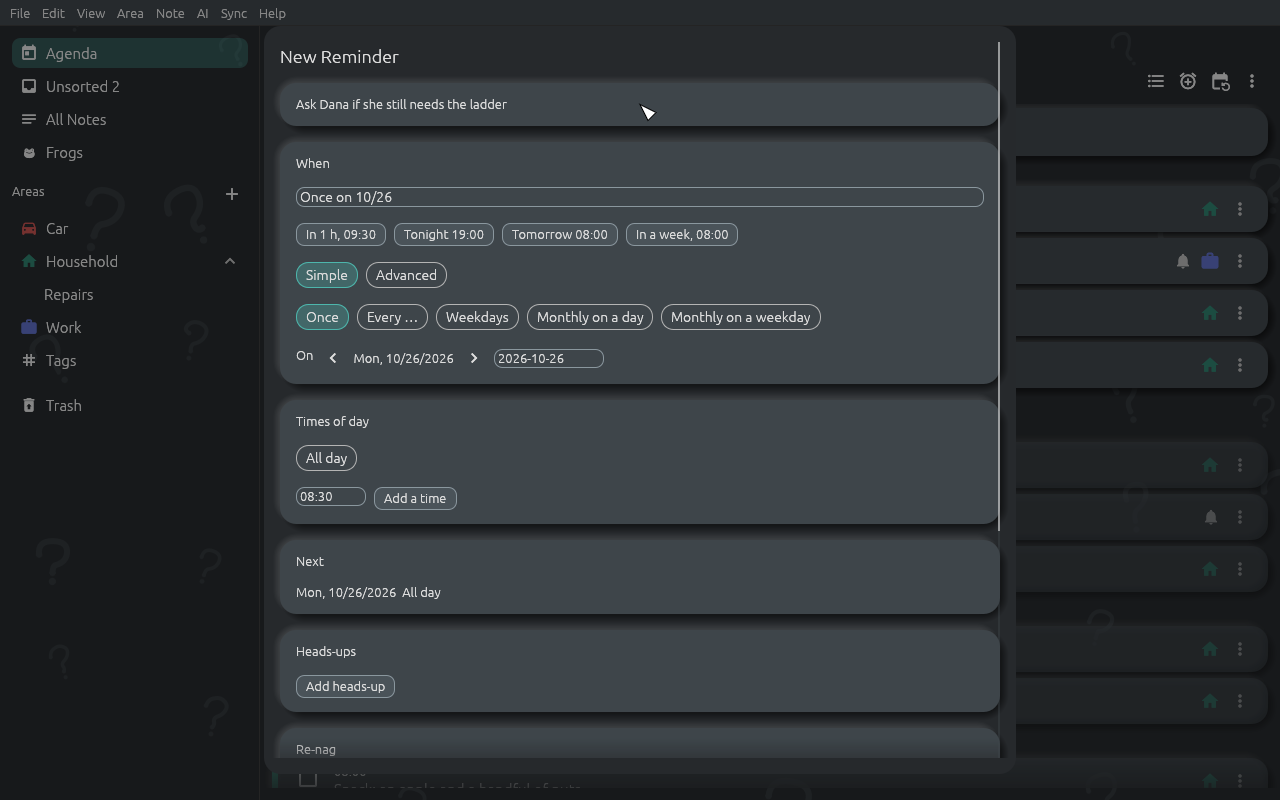 File Edit View Area Note AI Sync Help
Agenda
Unsorted 2
All Notes
Frogs
Areas
Car
Household
Repairs
Work
Tags
Trash
New Reminder
Ask Dana if she still needs the ladder
When
Once on 10/26
In 1 h, 09:30 Tonight 19:00 Tomorrow 08:00 In a week, 08:00
Simple Advanced
Once Every ... Weekdays Monthly on a day Monthly on a weekday
On Mon, 10/26/2026 2026-10-26
Times of day
All day
08:30 Add a time
Next
Mon, 10/26/2026 All day
Heads-ups
Add heads-up
Re-nag